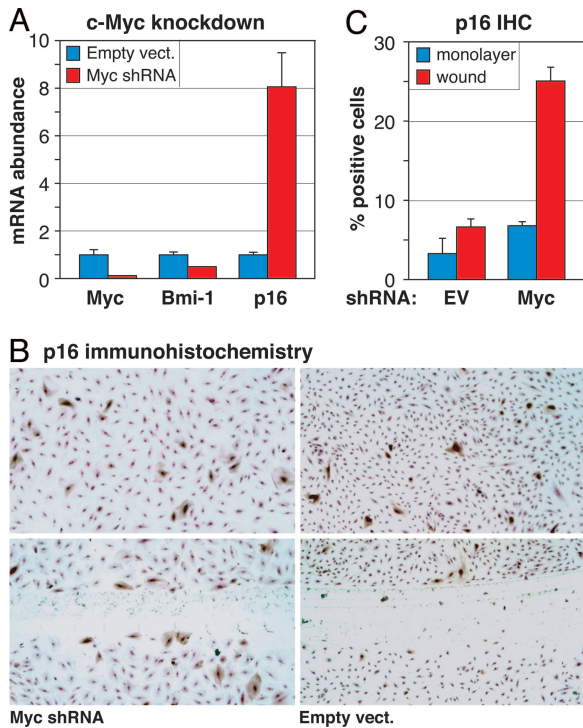 A
c-Myc knockdown
Empty vect.
Myc shRNA
mRNA abundance
10
8
6
4
2
0
Myc Bmi-1 p16
C
p16 IHC
monolayer
wound
% positive cells
30
20
10
0
shRNA: EV Myc
B p16 immunohistochemistry
Myc shRNA
Empty vect.